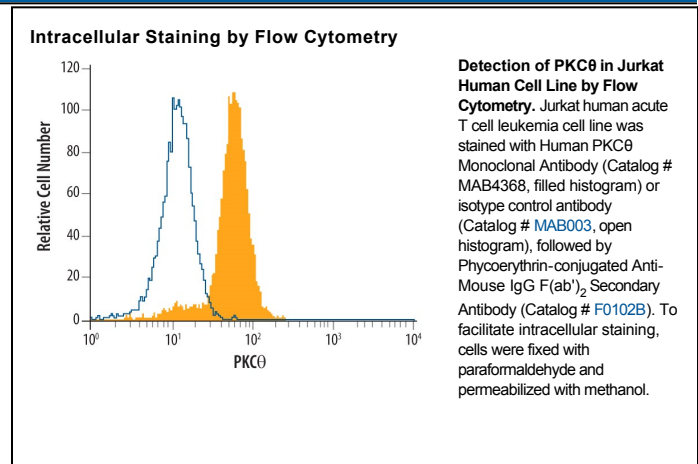 Intracellular Staining by Flow Cytometry
120
100
80
60
40
20
0
Relative Cell Number
10⁰
10¹
10²
10³
10⁴
PKCθ
Detection of PKCθ in Jurkat
Human Cell Line by Flow
Cytometry. Jurkat human acute
T cell leukemia cell line was
stained with Human PKCθ
Monoclonal Antibody (Catalog #
MAB4368, filled histogram) or
isotype control antibody
(Catalog # MAB003, open
histogram), followed by
Phycoerythrin-conjugated Anti-
Mouse IgG F(ab')₂ Secondary
Antibody (Catalog # F0102B). To
facilitate intracellular staining,
cells were fixed with
paraformaldehyde and
permeabilized with methanol.